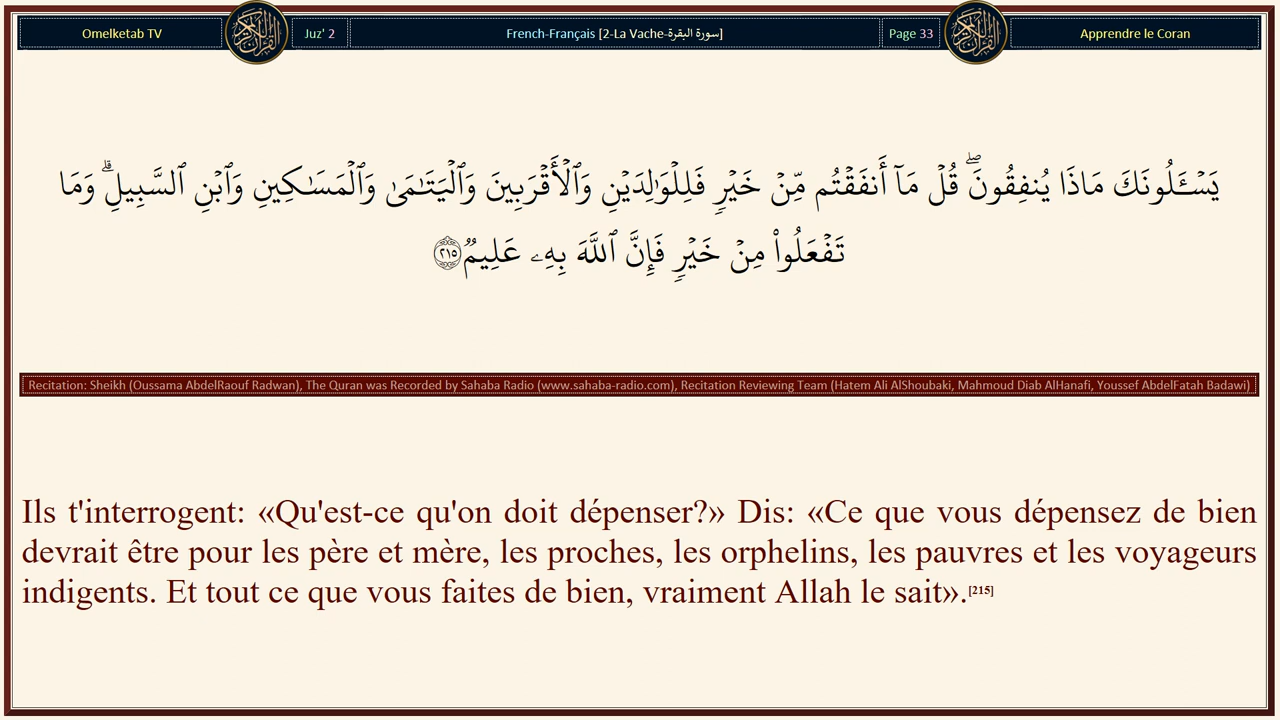 Omelketab TV
Juz' 2
French-Français [2-La Vache-سورة البقرة]
Page 33
Apprendre le Coran
يَسْـَٔلُونَكَ مَاذَا يُنفِقُونَ ۖ قُلْ مَآ أَنفَقْتُم مِّنْ خَيْرٍ فَلِلْوَٰلِدَيْنِ وَٱلْأَقْرَبِينَ وَٱلْيَتَـٰمَىٰ وَٱلْمَسَـٰكِينِ وَٱبْنِ ٱلسَّبِيلِ ۗ وَمَا
تَفْعَلُوا۟ مِنْ خَيْرٍ فَإِنَّ ٱللَّهَ بِهِۦ عَلِيمٌ ٢١٥
Recitation: Sheikh (Oussama AbdelRaouf Radwan), The Quran was Recorded by Sahaba Radio (www.sahaba-radio.com), Recitation Reviewing Team (Hatem Ali AlShoubaki, Mahmoud Diab AlHanafi, Youssef AbdelFatah Badawi)
Ils t'interrogent: «Qu'est-ce qu'on doit dépenser?» Dis: «Ce que vous dépensez de bien
devrait être pour les père et mère, les proches, les orphelins, les pauvres et les voyageurs
indigents. Et tout ce que vous faites de bien, vraiment Allah le sait».[215]